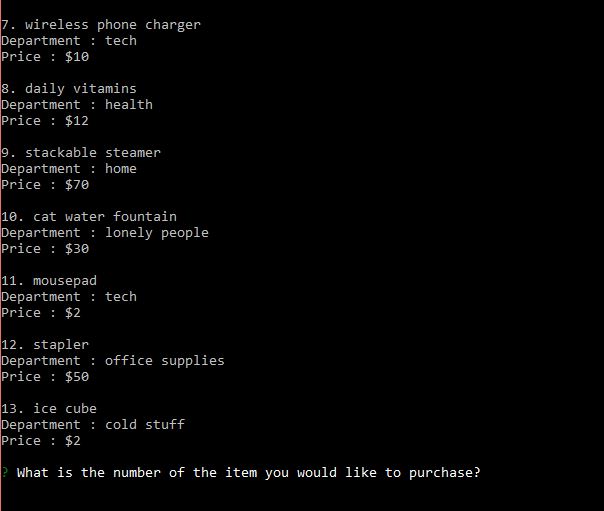 7. wireless phone charger
Department : tech
Price : $10
8. daily vitamins
Department : health
Price : $12
9. stackable steamer
Department : home
Price : $70
10. cat water fountain
Department : lonely people
Price : $30
11. mousepad
Department : tech
Price : $2
12. stapler
Department : office supplies
Price : $50
13. ice cube
Department : cold stuff
Price : $2
? What is the number of the item you would like to purchase?